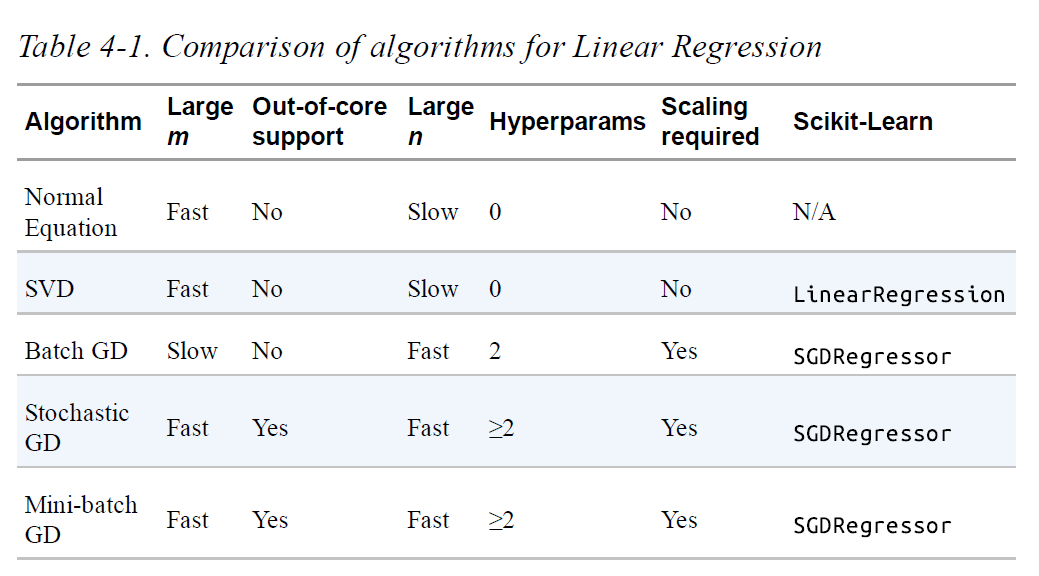 Table 4-1. Comparison of algorithms for Linear Regression
Algorithm Large m Out-of-core support Large n Hyperparams Scaling required Scikit-Learn
Normal Equation Fast No Slow 0 No N/A
SVD Fast No Slow 0 No LinearRegression
Batch GD Slow No Fast 2 Yes SGDRegressor
Stochastic GD Fast Yes Fast ≥2 Yes SGDRegressor
Mini-batch GD Fast Yes Fast ≥2 Yes SGDRegressor